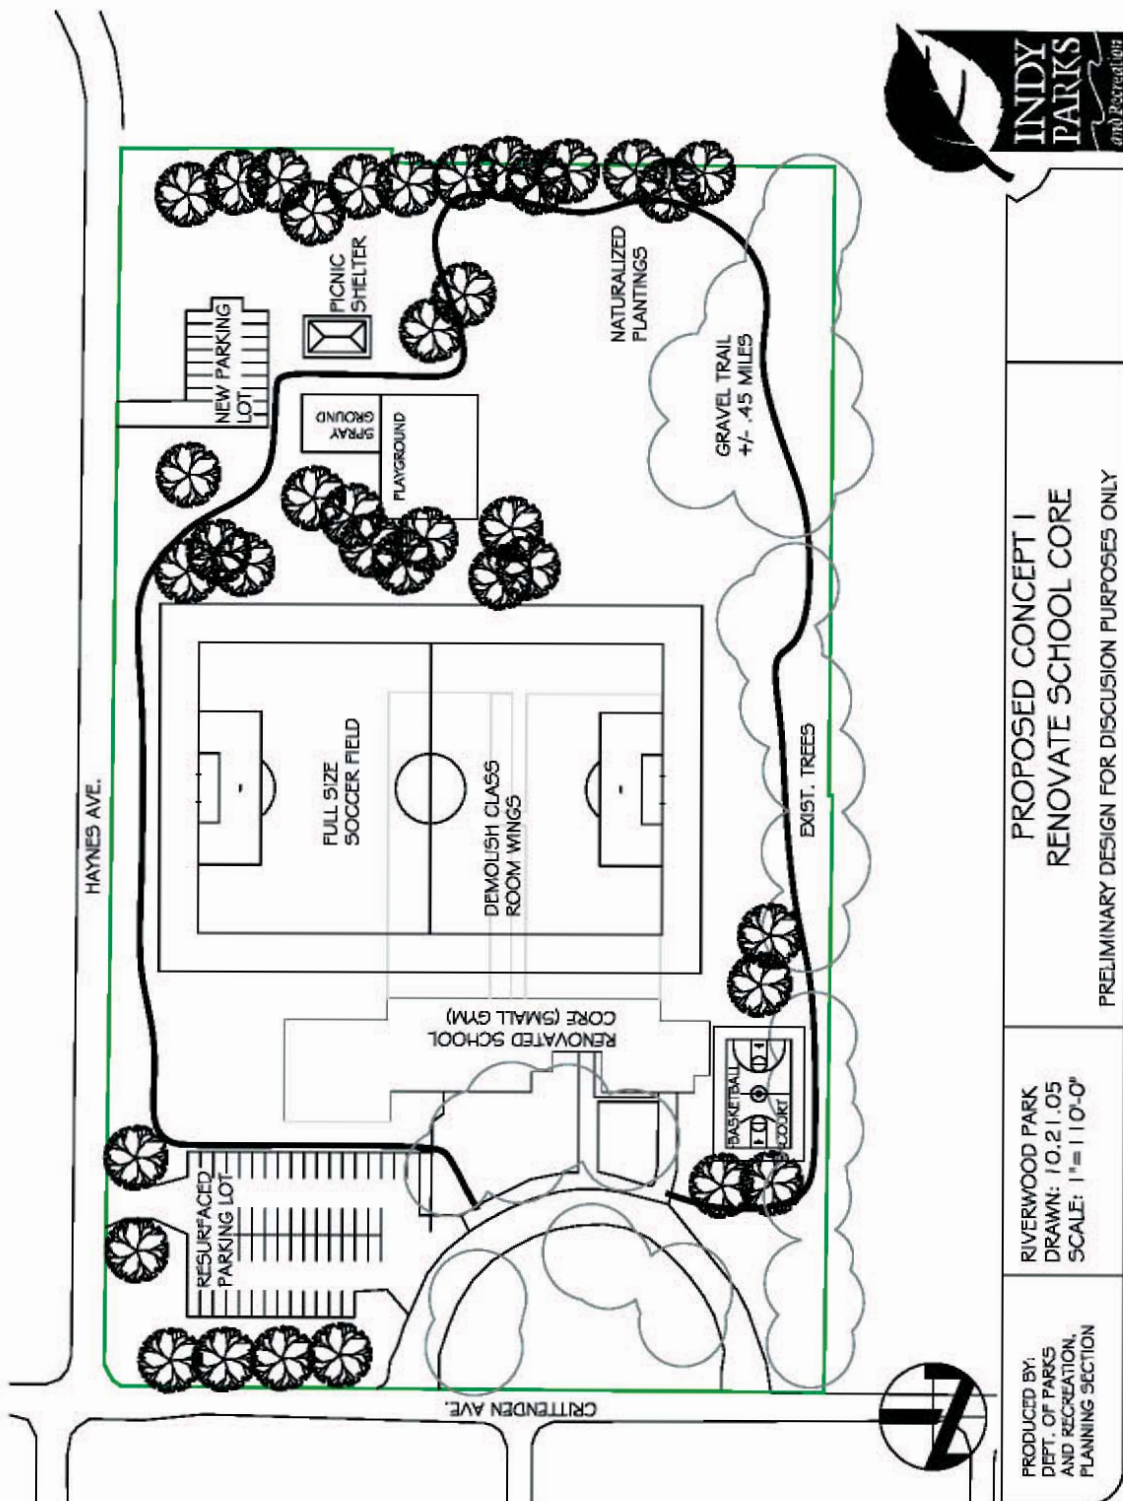 INDY
PARKS
and Recreation
HAYNES AVE.
NEW PARKING
LOT
PICNIC
SHELTER
SPRAY
GROUND
PLAYGROUND
NATURALIZED
PLANTINGS
GRAVEL TRAIL
+/- .45 MILES
FULL SIZE
SOCCER FIELD
DEMOLISH CLASS
ROOM WINGS
EXIST. TREES
RENOVATED SCHOOL
CORE (SMALL GYM)
BASKETBALL
COURT
RESURFACED
PARKING LOT
CRITTENDEN AVE.
PRODUCED BY:
DEPT. OF PARKS
AND RECREATION,
PLANNING SECTION
RIVERWOOD PARK
DRAWN: 10.21.05
SCALE: 1"=110'-0"
PROPOSED CONCEPT 1
RENOVATE SCHOOL CORE
PRELIMINARY DESIGN FOR DISCUSION PURPOSES ONLY